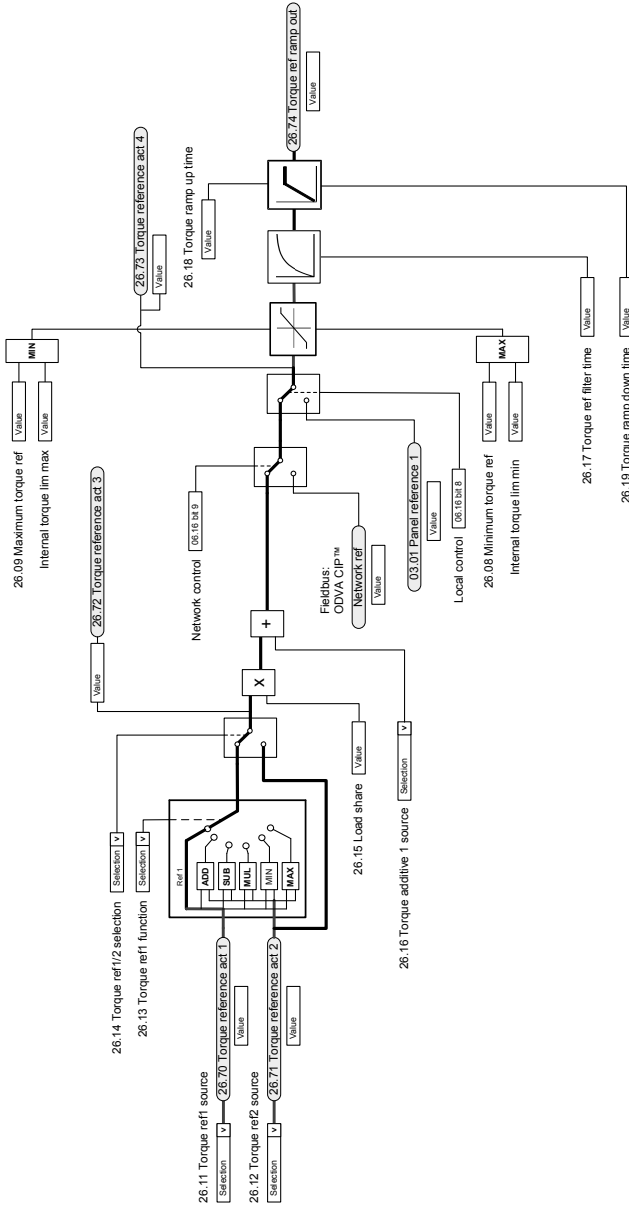 26.11 Torque ref1 source
Selection v
26.70 Torque reference act 1
Value
26.12 Torque ref2 source
Selection v
26.71 Torque reference act 2
Value
26.14 Torque ref1/2 selection
Selection v
26.13 Torque ref1 function
Selection v
Ref 1
ADD
SUB
MUL
MIN
MAX
Value
26.72 Torque reference act 3
26.15 Load share
Value
x
+
26.16 Torque additive 1 source
Selection v
Network control
06.16 bit 9
Fieldbus:
ODVA CIP™
Network ref
Value
03.01 Panel reference 1
Value
Local control
06.16 bit 8
26.09 Maximum torque ref
Value
Internal torque lim max
Value
MIN
26.73 Torque reference act 4
Value
26.08 Minimum torque ref
Value
Internal torque lim min
Value
MAX
26.18 Torque ramp up time
Value
26.17 Torque ref filter time
Value
26.19 Torque ramp down time
Value
26.74 Torque ref ramp out
Value